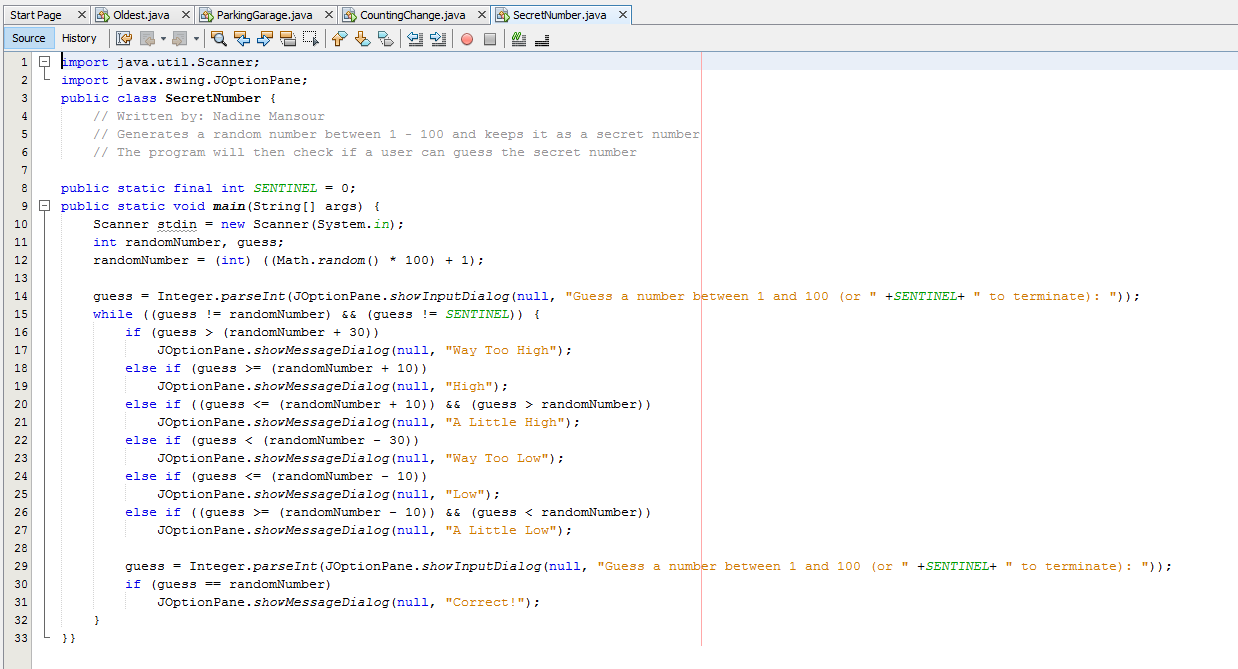 Start Page Oldest.java ParkingGarage.java CountingChange.java SecretNumber.java
Source History
1 import java.util.Scanner;
2 import javax.swing.JOptionPane;
3 public class SecretNumber {
4 // Written by: Nadine Mansour
5 // Generates a random number between 1 - 100 and keeps it as a secret number
6 // The program will then check if a user can guess the secret number
7
8 public static final int SENTINEL = 0;
9 public static void main(String[] args) {
10 Scanner stdin = new Scanner(System.in);
11 int randomNumber, guess;
12 randomNumber = (int) ((Math.random() * 100) + 1);
13
14 guess = Integer.parseInt(JOptionPane.showInputDialog(null, "Guess a number between 1 and 100 (or " +SENTINEL+ " to terminate): "));
15 while ((guess != randomNumber) && (guess != SENTINEL)) {
16 if (guess > (randomNumber + 30))
17 JOptionPane.showMessageDialog(null, "Way Too High");
18 else if (guess >= (randomNumber + 10))
19 JOptionPane.showMessageDialog(null, "High");
20 else if ((guess <= (randomNumber + 10)) && (guess > randomNumber))
21 JOptionPane.showMessageDialog(null, "A Little High");
22 else if (guess < (randomNumber - 30))
23 JOptionPane.showMessageDialog(null, "Way Too Low");
24 else if (guess <= (randomNumber - 10))
25 JOptionPane.showMessageDialog(null, "Low");
26 else if ((guess >= (randomNumber - 10)) && (guess < randomNumber))
27 JOptionPane.showMessageDialog(null, "A Little Low");
28
29 guess = Integer.parseInt(JOptionPane.showInputDialog(null, "Guess a number between 1 and 100 (or " +SENTINEL+ " to terminate): "));
30 if (guess == randomNumber)
31 JOptionPane.showMessageDialog(null, "Correct!");
32 }
33 }}